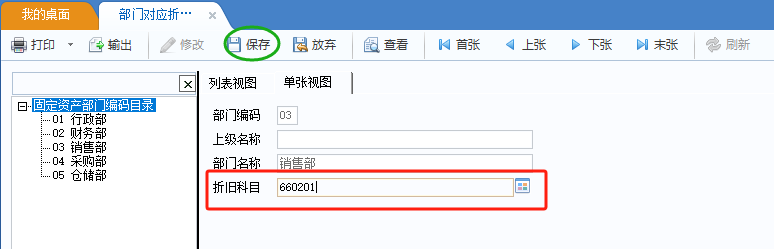 我的桌面 部门对应折…
打印 输出 修改 保存 放弃 查看 首张 上张 下张 末张 刷新
列表视图 单张视图
固定资产部门编码目录
01 行政部
02 财务部
03 销售部
04 采购部
05 仓储部
部门编码 03
上级名称
部门名称 销售部
折旧科目 660201